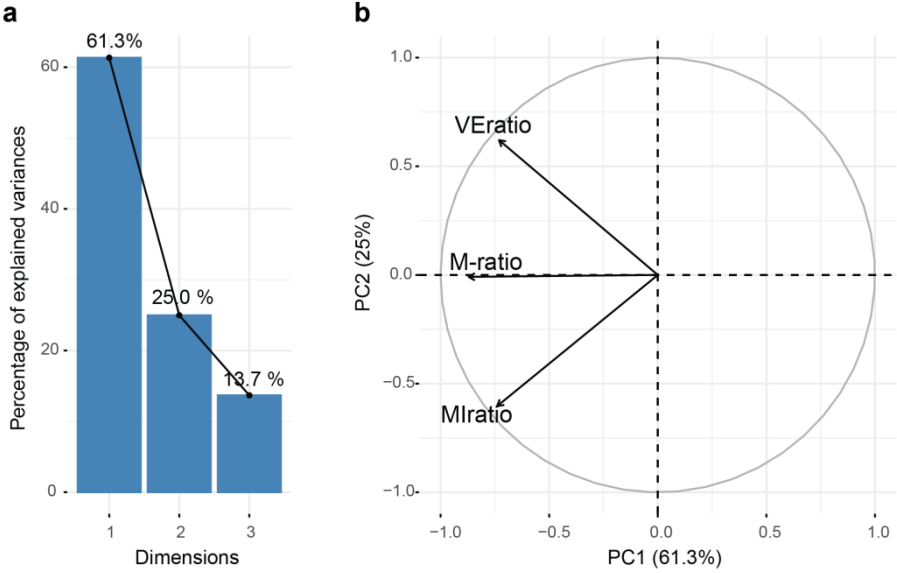 a
61.3%
60
40
20
0
25.0 %
13.7 %
1 2 3
Dimensions
Percentage of explained variances
b
1.0
0.5
0.0
−0.5
−1.0
VEratio
M-ratio
MIratio
−1.0 −0.5 0.0 0.5 1.0
PC1 (61.3%)
PC2 (25%)